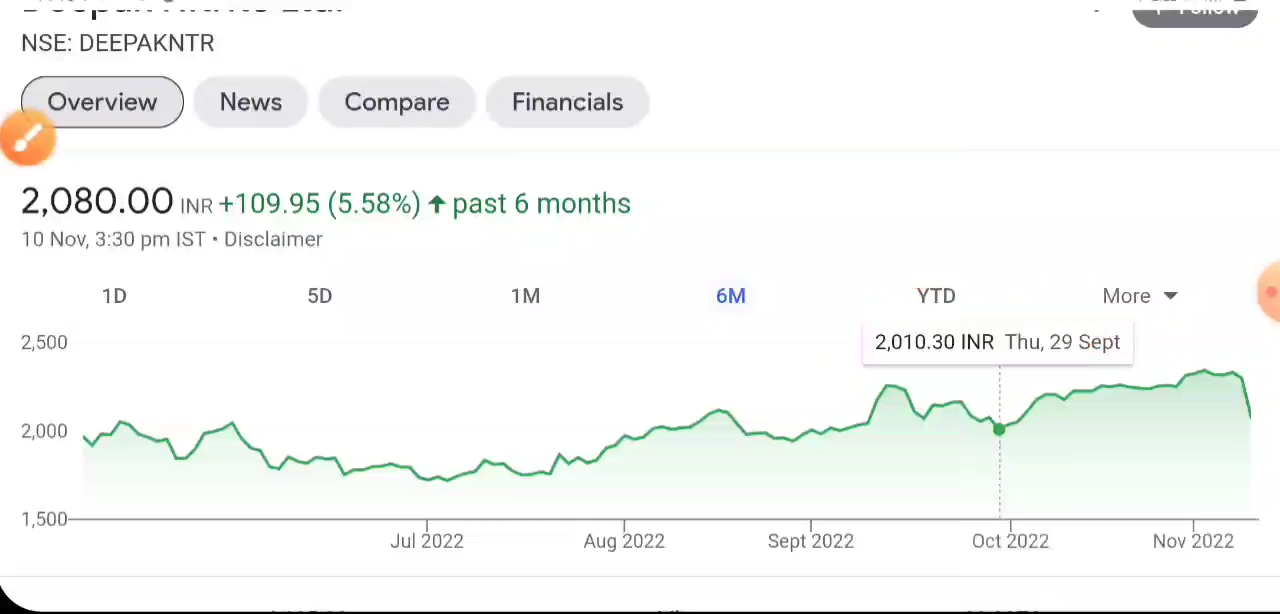 NSE: DEEPAKNTR
Overview News Compare Financials
2,080.00 INR +109.95 (5.58%) ↑ past 6 months
10 Nov, 3:30 pm IST • Disclaimer
1D 5D 1M 6M YTD More
2,010.30 INR Thu, 29 Sept
2,500
2,000
1,500
Jul 2022 Aug 2022 Sept 2022 Oct 2022 Nov 2022